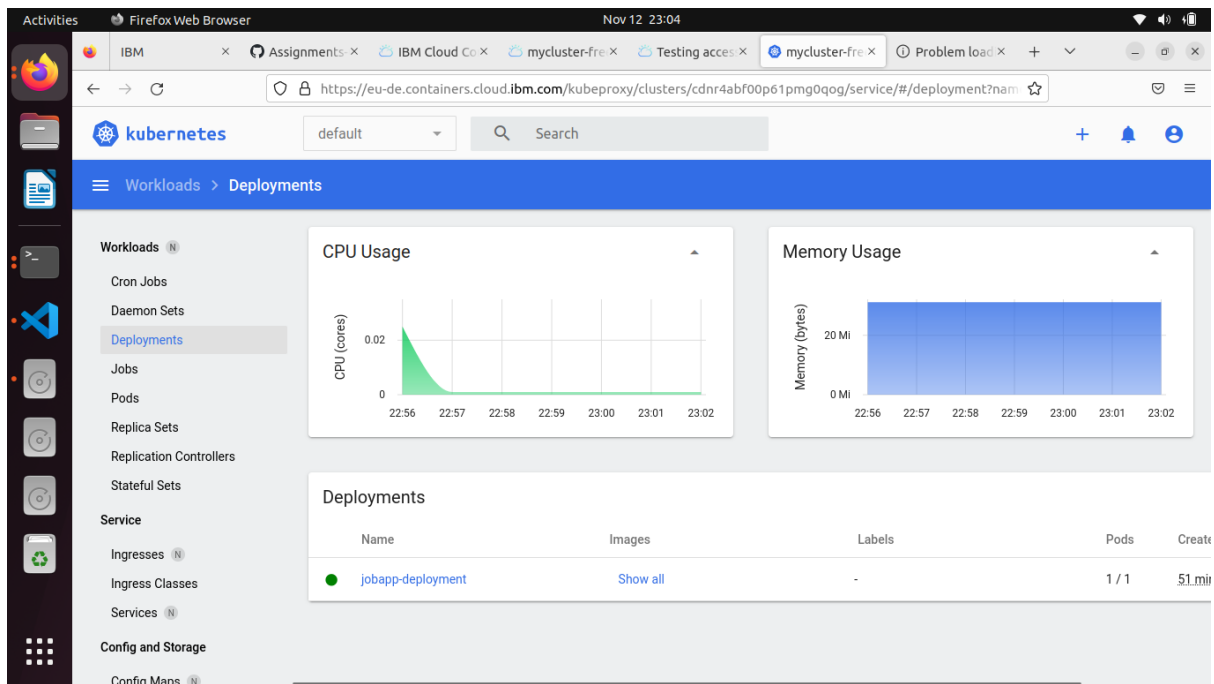 Activities Firefox Web Browser Nov 12 23:04
IBM × Assignments- × IBM Cloud Co × mycluster-fre × Testing acces × mycluster-fre × Problem load × +
https://eu-de.containers.cloud.ibm.com/kubeproxy/clusters/cdnr4abf00p61pmg0qog/service/#/deployment?nam
kubernetes default Search +
Workloads > Deployments
Workloads N
Cron Jobs
Daemon Sets
Deployments
Jobs
Pods
Replica Sets
Replication Controllers
Stateful Sets
Service
Ingresses N
Ingress Classes
Services N
Config and Storage
Config Maps N
CPU Usage
CPU (cores)
0.02
0
22:56 22:57 22:58 22:59 23:00 23:01 23:02
Memory Usage
Memory (bytes)
20 Mi
0 Mi
22:56 22:57 22:58 22:59 23:00 23:01 23:02
Deployments
Name Images Labels Pods Create
jobapp-deployment Show all - 1 / 1 51 min